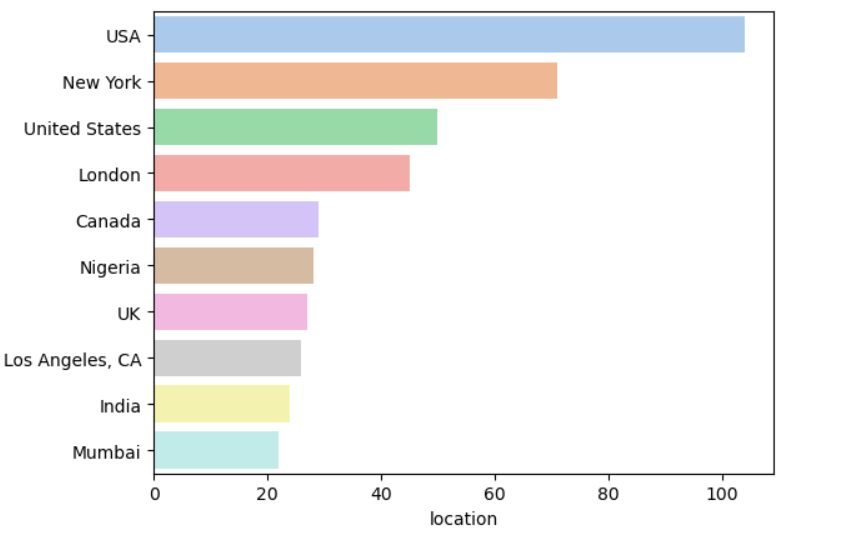 USA
New York
United States
London
Canada
Nigeria
UK
Los Angeles, CA
India
Mumbai
0 20 40 60 80 100
location